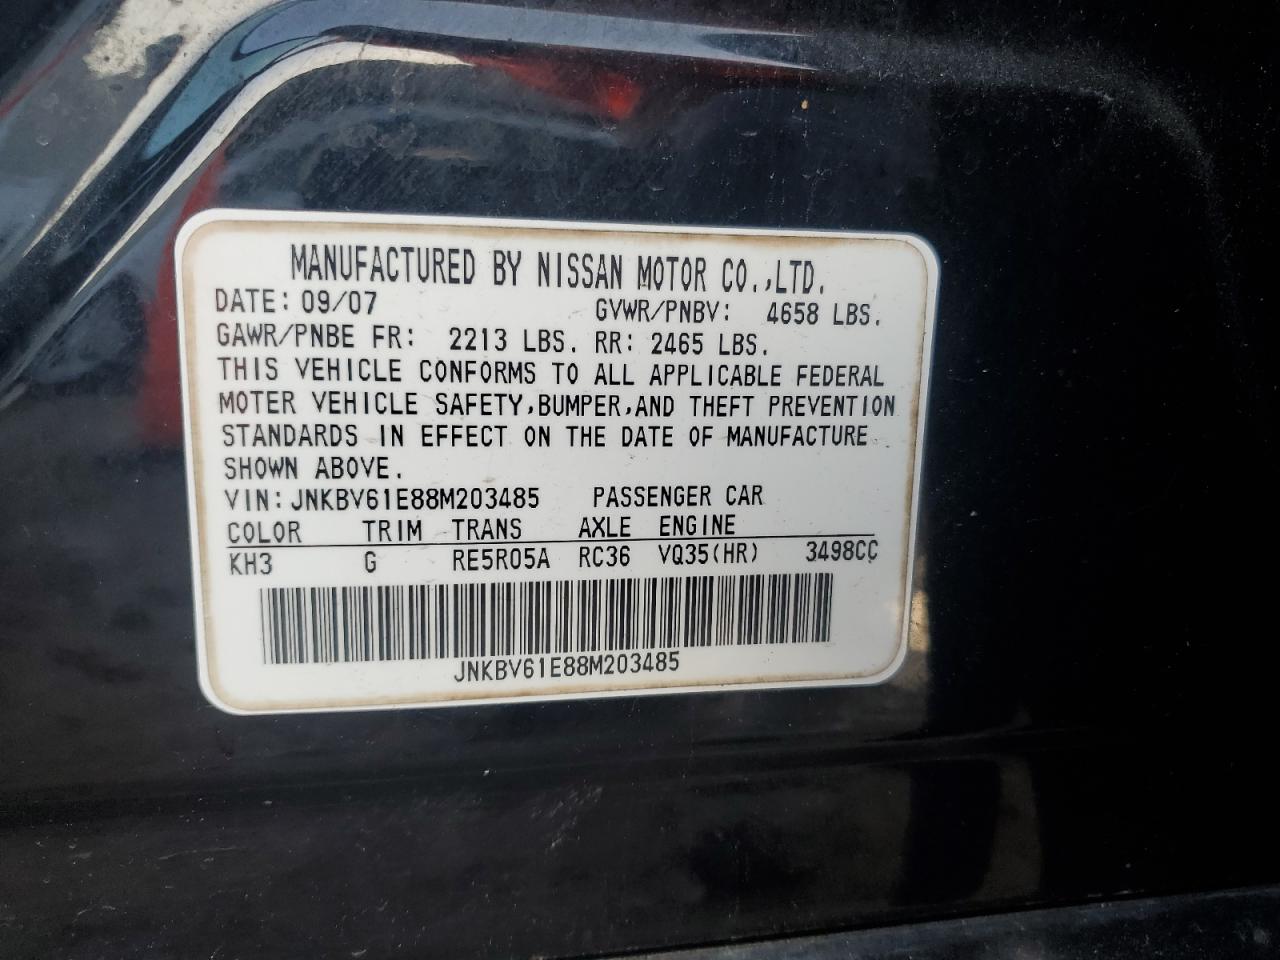 MANUFACTURED BY NISSAN MOTOR CO.,LTD.
DATE: 09/07 GVWR/PNBV: 4658 LBS.
GAWR/PNBE FR: 2213 LBS. RR: 2465 LBS.
THIS VEHICLE CONFORMS TO ALL APPLICABLE FEDERAL
MOTER VEHICLE SAFETY,BUMPER,AND THEFT PREVENTION
STANDARDS IN EFFECT ON THE DATE OF MANUFACTURE
SHOWN ABOVE.
VIN:JNKBV61E88M203485 PASSENGER CAR
COLOR TRIM TRANS AXLE ENGINE
KH3 G RE5R05A RC36 VQ35(HR) 3498CC
JNKBV61E88M203485